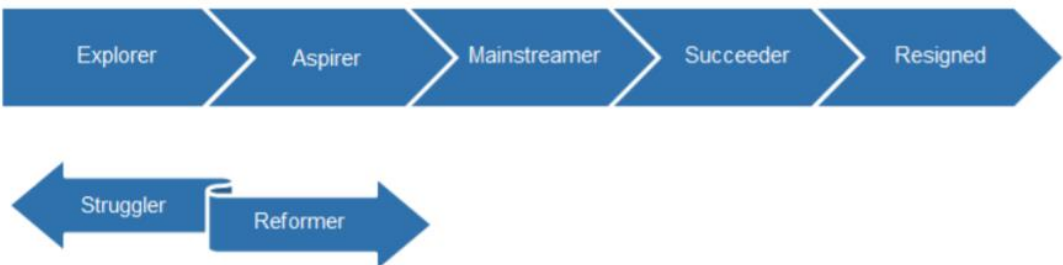 Explorer
Aspirer
Mainstreamer
Succeeder
Resigned
Struggler
Reformer